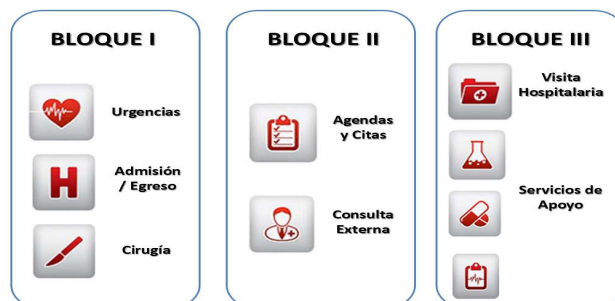 BLOQUE I
Urgencias
Admisión
/ Egreso
H
Cirugía
BLOQUE II
Agendas
y Citas
Consulta
Externa
BLOQUE III
Visita
Hospitalaria
Servicios de
Apoyo